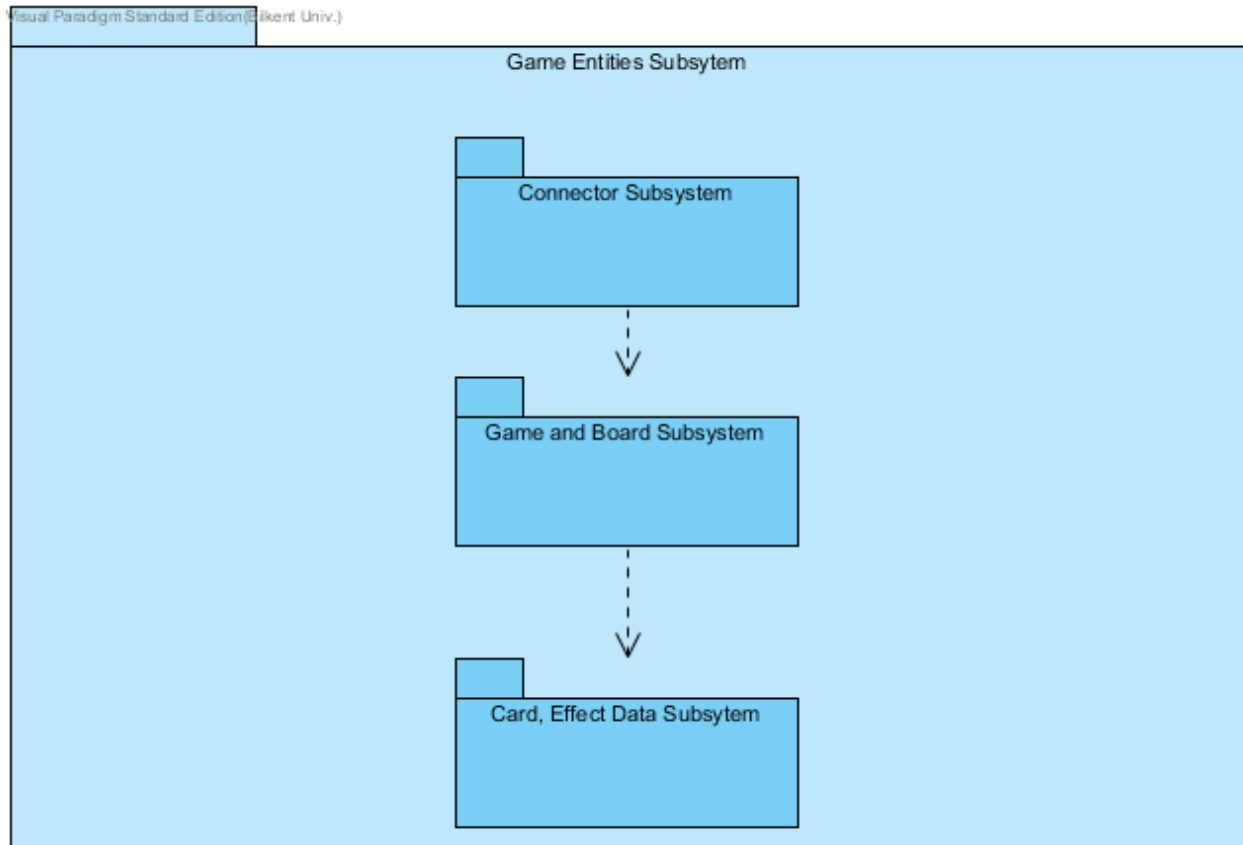 Visual Paradigm Standard Edition(Bilkent Univ.)
Game Entities Subsytem
Connector Subsystem
Game and Board Subsystem
Card, Effect Data Subsytem